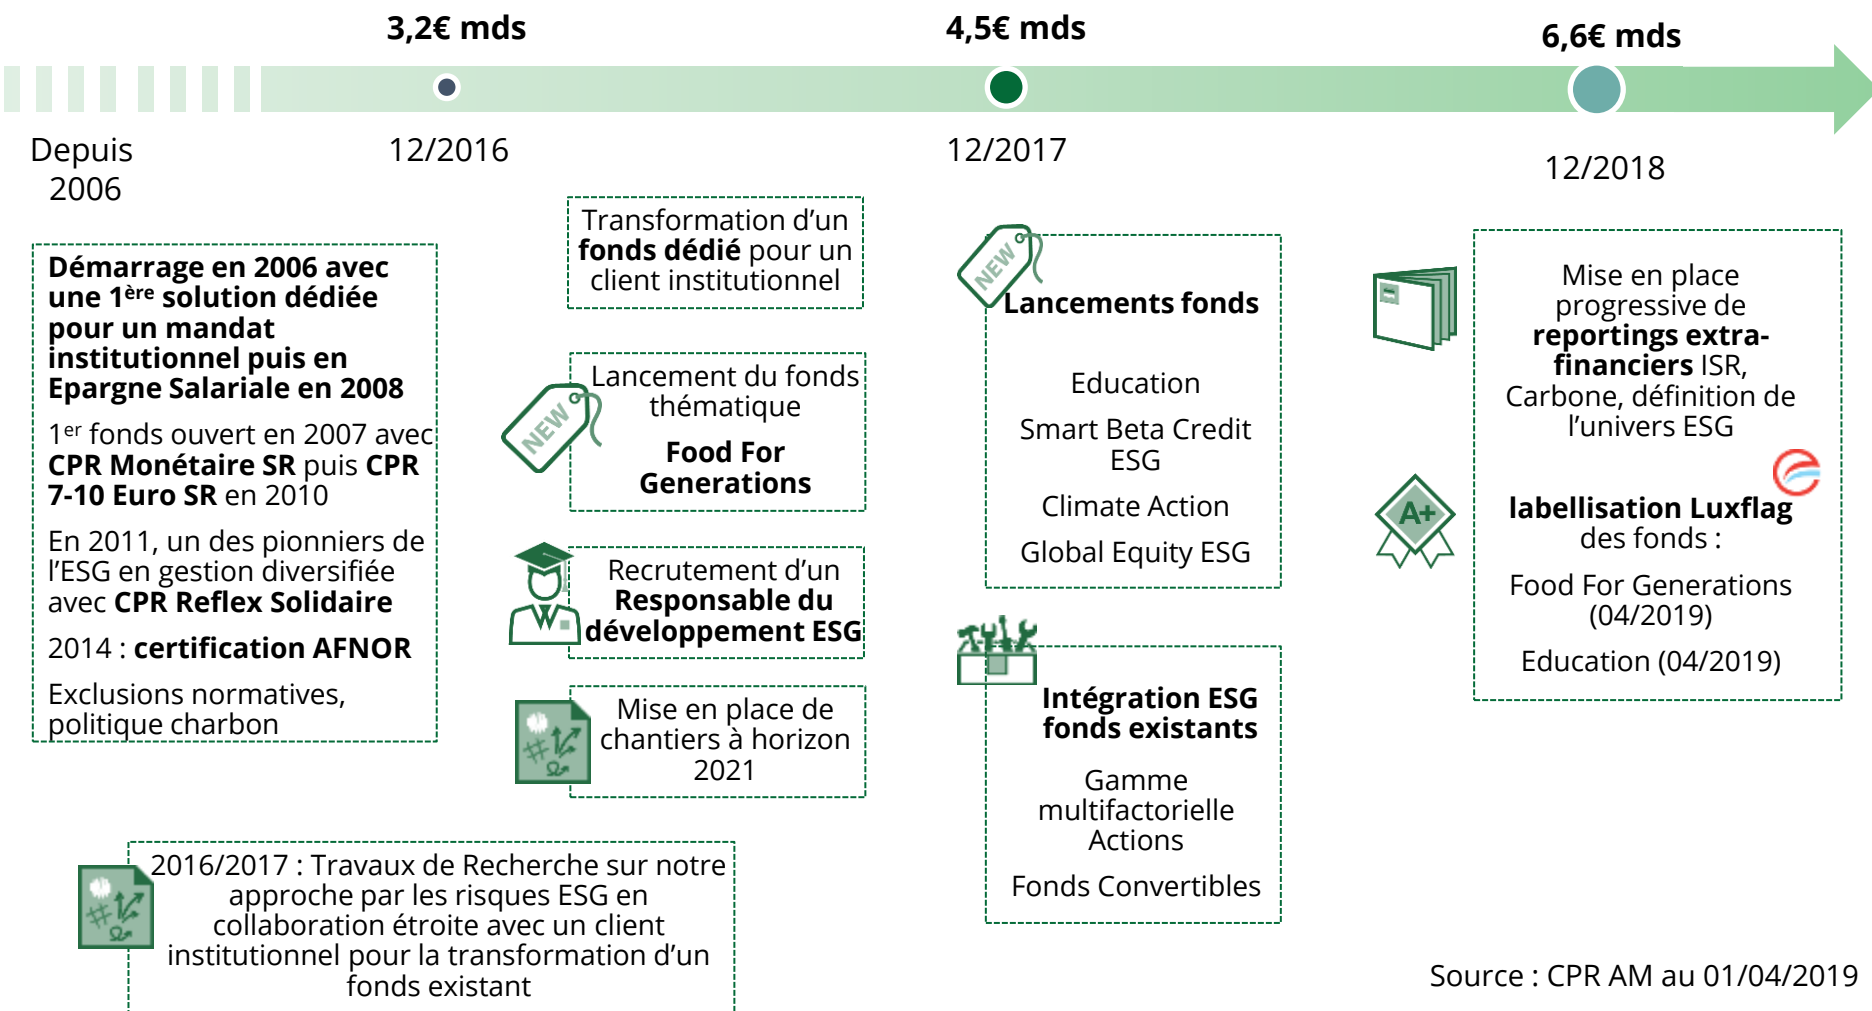 3,2€ mds
4,5€ mds
6,6€ mds
Depuis
2006
12/2016
12/2017
12/2018
Démarrage en 2006 avec
une 1ère solution dédiée
pour un mandat
institutionnel puis en
Epargne Salariale en 2008
1er fonds ouvert en 2007 avec
CPR Monétaire SR puis CPR
7-10 Euro SR en 2010
En 2011, un des pionniers de
l’ESG en gestion diversifiée
avec CPR Reflex Solidaire
2014 : certification AFNOR
Exclusions normatives,
politique charbon
Transformation d’un
fonds dédié pour un
client institutionnel
NEW
Lancement du fonds
thématique
Food For
Generations
Recrutement d’un
Responsable du
développement ESG
Mise en place de
chantiers à horizon
2021
2016/2017 : Travaux de Recherche sur notre
approche par les risques ESG en
collaboration étroite avec un client
institutionnel pour la transformation d’un
fonds existant
NEW
Lancements fonds
Education
Smart Beta Credit
ESG
Climate Action
Global Equity ESG
Intégration ESG
fonds existants
Gamme
multifactorielle
Actions
Fonds Convertibles
Mise en place
progressive de
reportings extra-
financiers ISR,
Carbone, définition de
l’univers ESG
A+
labellisation Luxflag
des fonds :
Food For Generations
(04/2019)
Education (04/2019)
Source : CPR AM au 01/04/2019